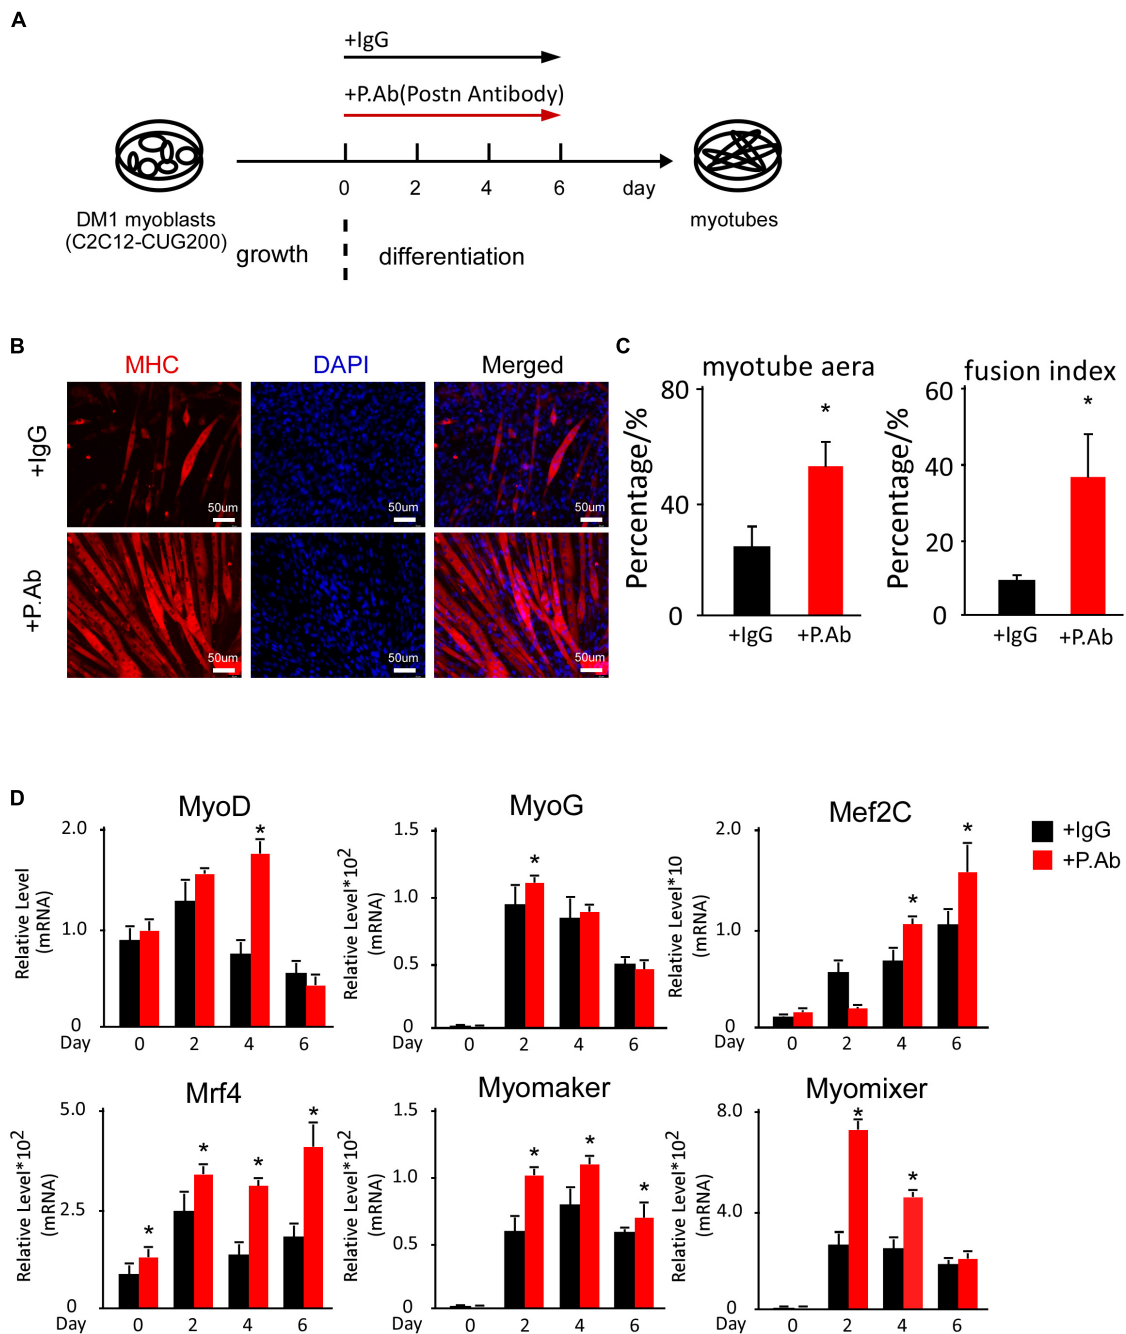 A
+IgG
+P.Ab(Postn Antibody)
0 2 4 6 day
DM1 myoblasts
(C2C12-CUG200)
myotubes
growth
differentiation
B
MHC DAPI Merged
+IgG
50um 50um 50um
+P.Ab
50um 50um 50um
C
myotube aera
Percentage/%
80
40
0
*
+IgG +P.Ab
fusion index
Percentage/%
60
40
20
0
*
+IgG +P.Ab
D
MyoD
Relative Level
(mRNA)
2.0
1.0
0
*
Day 0 2 4 6
MyoG
Relative Level*102
(mRNA)
1.5
1.0
0.5
0
*
Day 0 2 4 6
Mef2C
Relative Level*10
(mRNA)
2.0
1.0
0
* *
Day 0 2 4 6
+IgG
+P.Ab
Mrf4
Relative Level*102
(mRNA)
5.0
2.5
0
* * * *
Day 0 2 4 6
Myomaker
Relative Level*102
(mRNA)
1.5
1.0
0.5
0
* * *
Day 0 2 4 6
Myomixer
Relative Level*102
(mRNA)
8.0
4.0
0
* *
Day 0 2 4 6